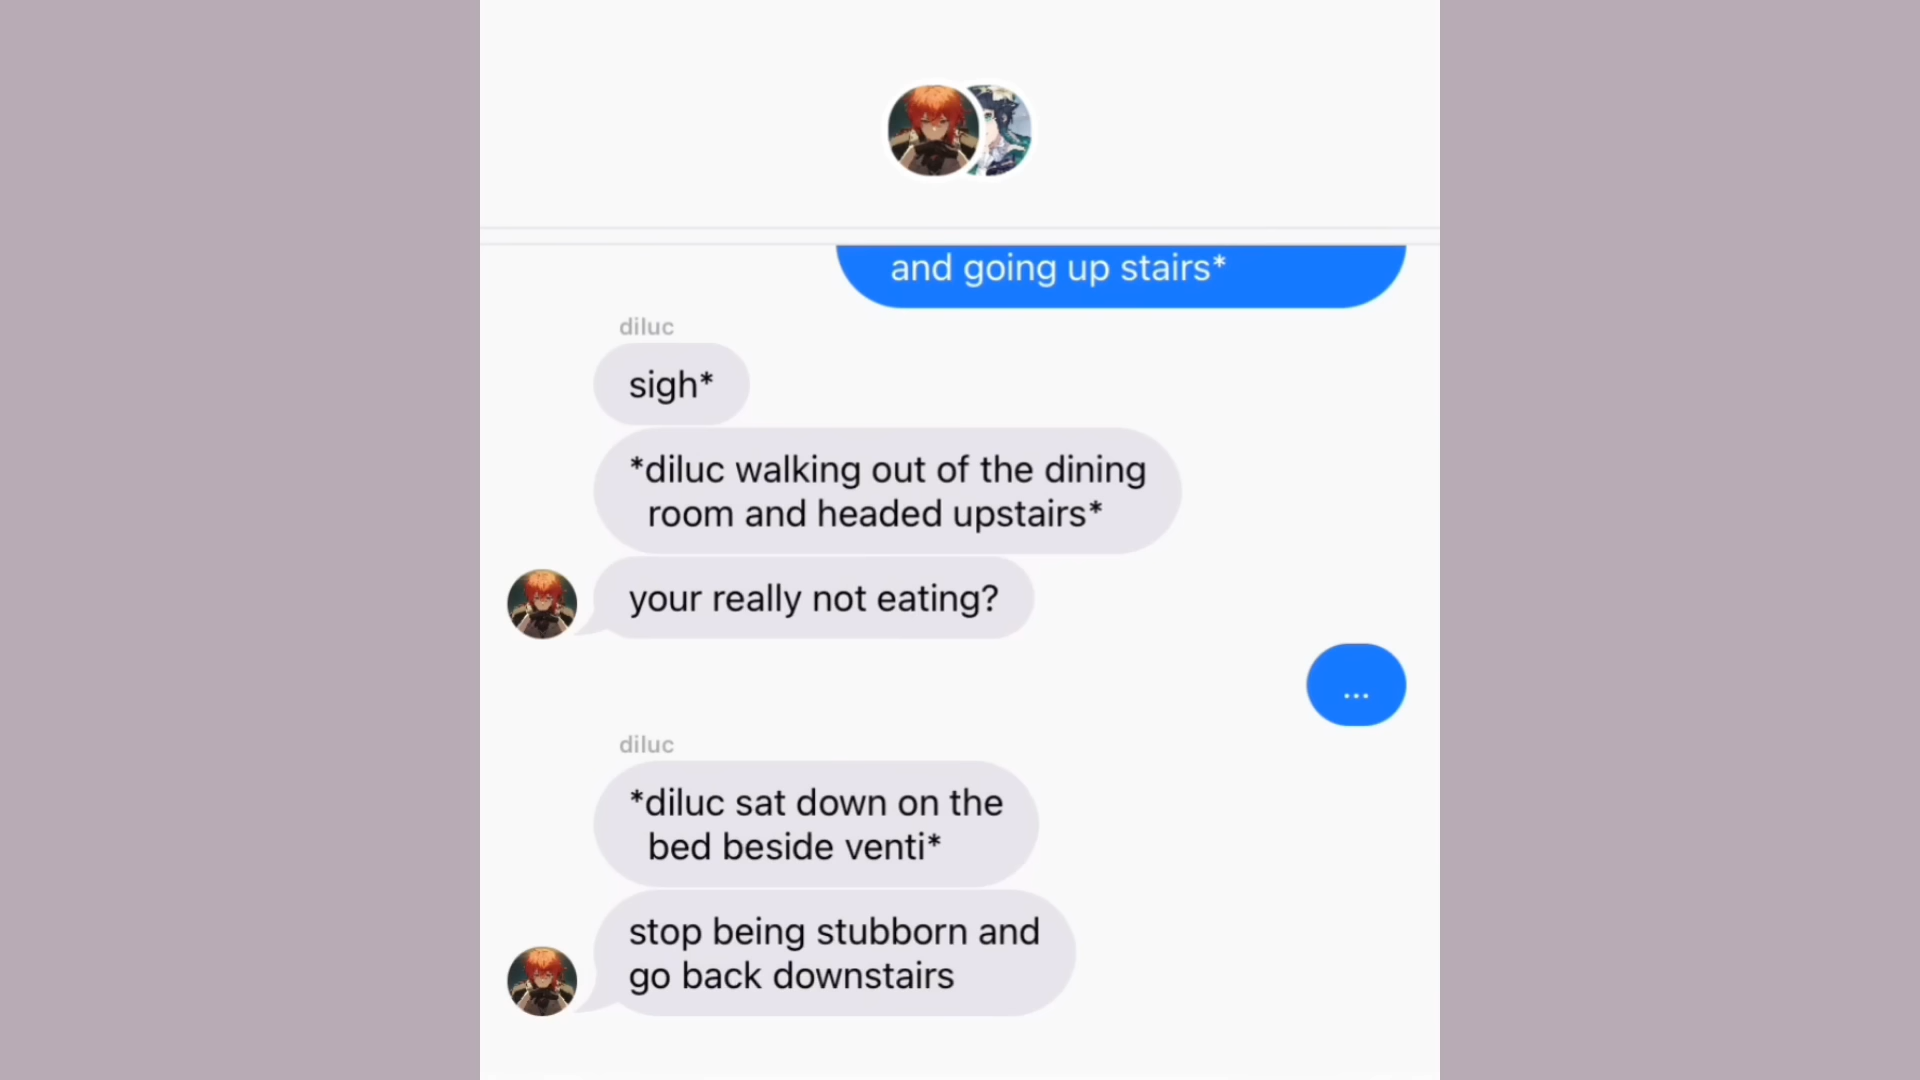 and going up stairs*
diluc
sigh*
*diluc walking out of the dining
room and headed upstairs*
your really not eating?
...
diluc
*diluc sat down on the
bed beside venti*
stop being stubborn and
go back downstairs